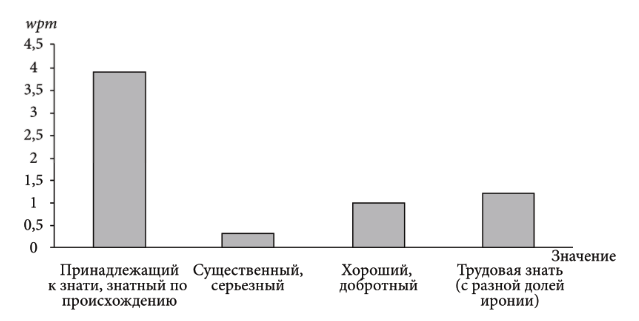 wpm
4,5
4
3,5
3
2,5
2
1,5
1
0,5
0
Значение
Принадлежащий
к знати, знатный по
происхождению
Существенный,
серьезный
Хороший,
добротный
Трудовая знать
(с разной долей
иронии)